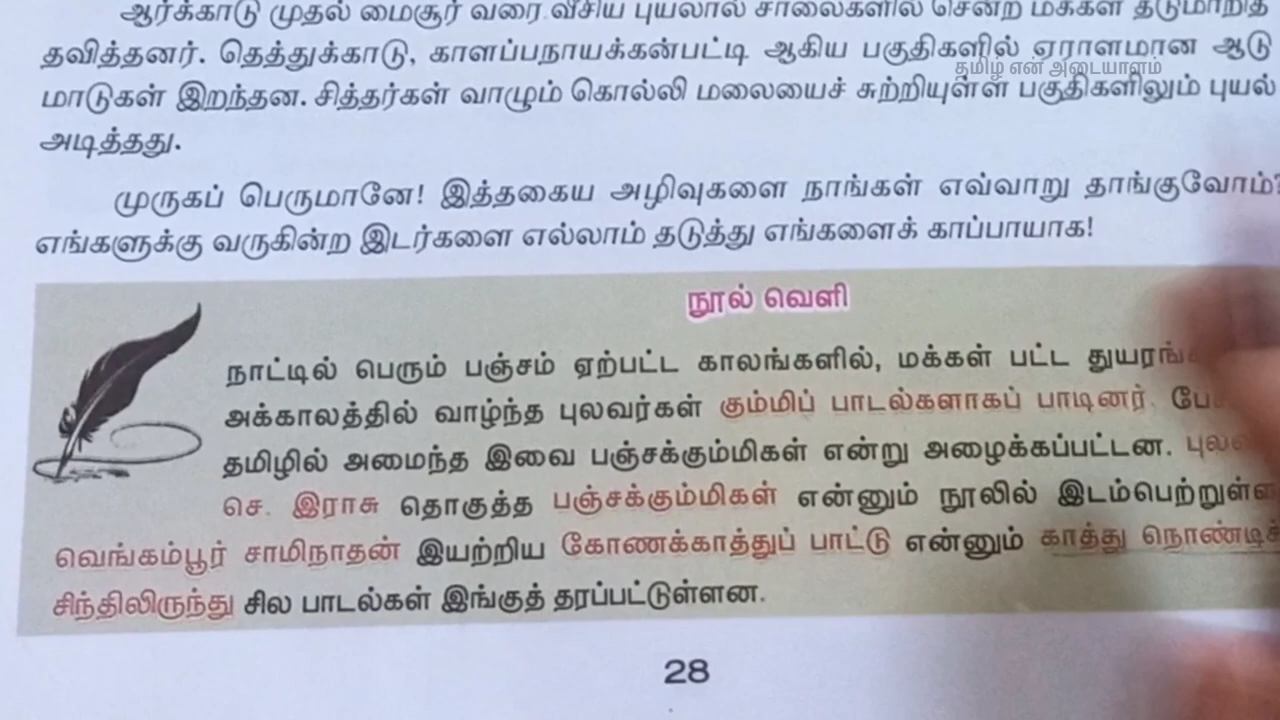 ஆர்க்காடு முதல் மைசூர் வரை வீசிய புயலால் சாலைகளில் சென்ற மக்கள் தடுமாறித்
தவித்தனர். தெத்துக்காடு, காளப்பநாயக்கன்பட்டி ஆகிய பகுதிகளில் ஏராளமான ஆடு
தமிழ் என் அடையாளம்
மாடுகள் இறந்தன. சித்தர்கள் வாழும் கொல்லி மலையைச் சுற்றியுள்ள பகுதிகளிலும் புயல்
அடித்தது.
முருகப் பெருமானே! இத்தகைய அழிவுகளை நாங்கள் எவ்வாறு தாங்குவோம்?
எங்களுக்கு வருகின்ற இடர்களை எல்லாம் தடுத்து எங்களைக் காப்பாயாக!
நூல் வெளி
நாட்டில் பெரும் பஞ்சம் ஏற்பட்ட காலங்களில், மக்கள் பட்ட
அக்காலத்தில் வாழ்ந்த புலவர்கள் கும்மிப் பாடல்களாகப் பாடினர்.
தமிழில் அமைந்த இவை பஞ்சக்கும்மிகள் என்று அழைக்கப்பட்டன.
செ. இராசு தொகுத்த பஞ்சக்கும்மிகள் என்னும் நூலில் இடம்பெற்றுள்ள
வெங்கம்பூர் சாமிநாதன் இயற்றிய கோணக்காத்துப் பாட்டு என்னும் காத்து நொண்டிச்
சிந்திலிருந்து சில பாடல்கள் இங்குத் தரப்பட்டுள்ளன.
28